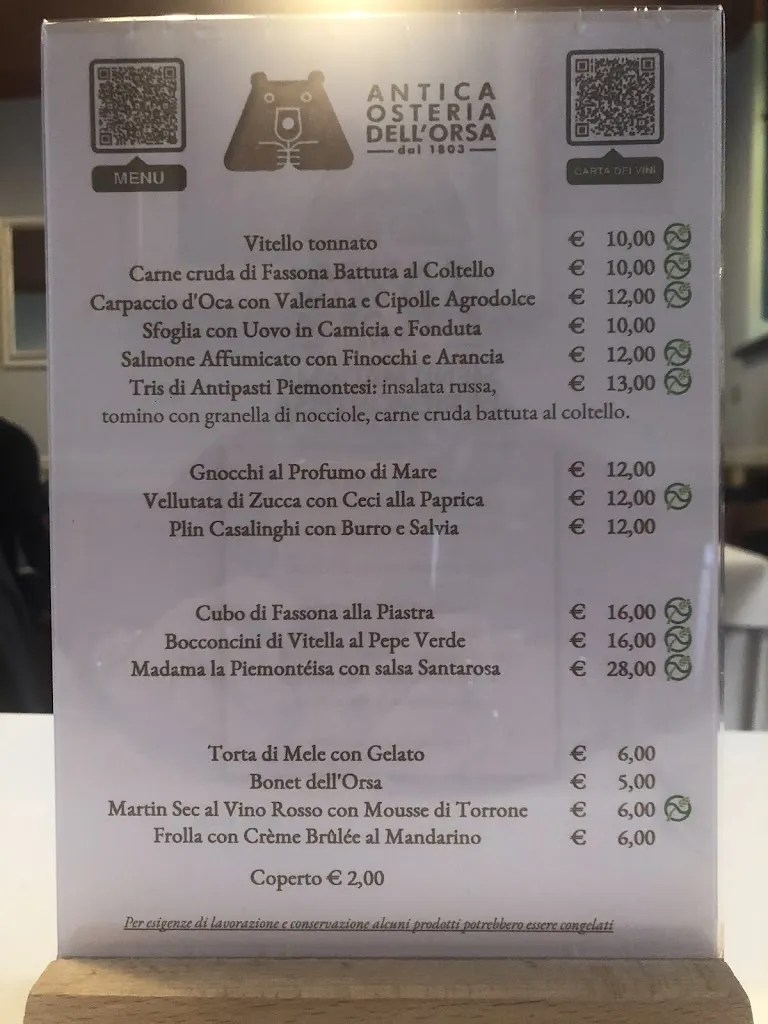 MENU
ANTICA
OSTERIA
DELL'ORSA
dal 1803
CARTA DEI VINI
Vitello tonnato € 10,00
Carne cruda di Fassona Battuta al Coltello € 10,00
Carpaccio d'Oca con Valeriana e Cipolle Agrodolce € 12,00
Sfoglia con Uovo in Camicia e Fonduta € 10,00
Salmone Affumicato con Finocchi e Arancia € 12,00
Tris di Antipasti Piemontesi: insalata russa, € 13,00
tomino con granella di nocciole, carne cruda battuta al coltello.
Gnocchi al Profumo di Mare € 12,00
Vellutata di Zucca con Ceci alla Paprica € 12,00
Plin Casalinghi con Burro e Salvia € 12,00
Cubo di Fassona alla Piastra € 16,00
Bocconcini di Vitella al Pepe Verde € 16,00
Madama la Piemontéisa con salsa Santarosa € 28,00
Torta di Mele con Gelato € 6,00
Bonet dell'Orsa € 5,00
Martin Sec al Vino Rosso con Mousse di Torrone € 6,00
Frolla con Crème Brûlée al Mandarino € 6,00
Coperto € 2,00
Per esigenze di lavorazione e conservazione alcuni prodotti potrebbero essere congelati